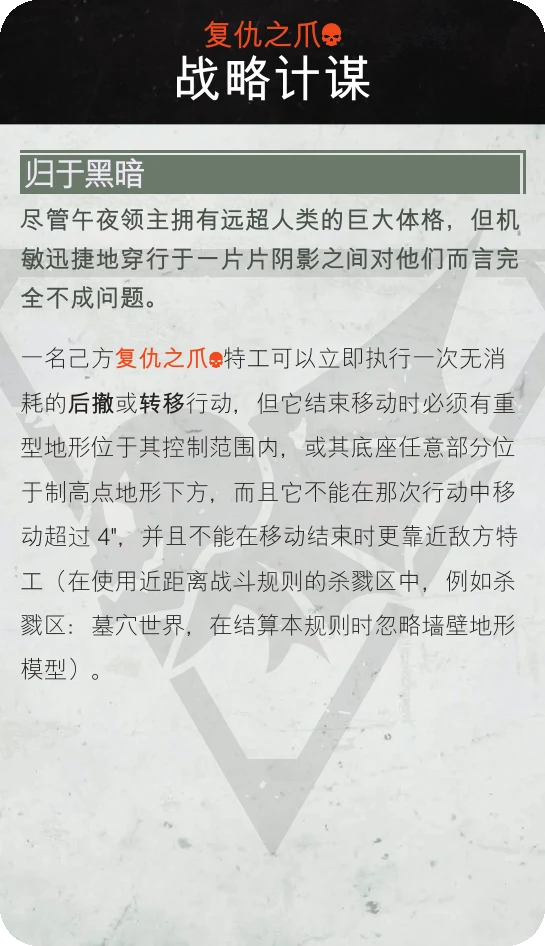 复仇之爪
战略计谋
归于黑暗
尽管午夜领主拥有远超人类的巨大体格，但机
敏迅捷地穿行于一片片阴影之间对他们而言完
全不成问题。
一名己方复仇之爪特工可以立即执行一次无消
耗的后撤或转移行动，但它结束移动时必须有重
型地形位于其控制范围内，或其底座任意部分位
于制高点地形下方，而且它不能在那次行动中移
动超过 4"，并且不能在移动结束时更靠近敌方特
工（在使用近距离战斗规则的杀戮区中，例如杀
戮区：墓穴世界，在结算本规则时忽略墙壁地形
模型）。